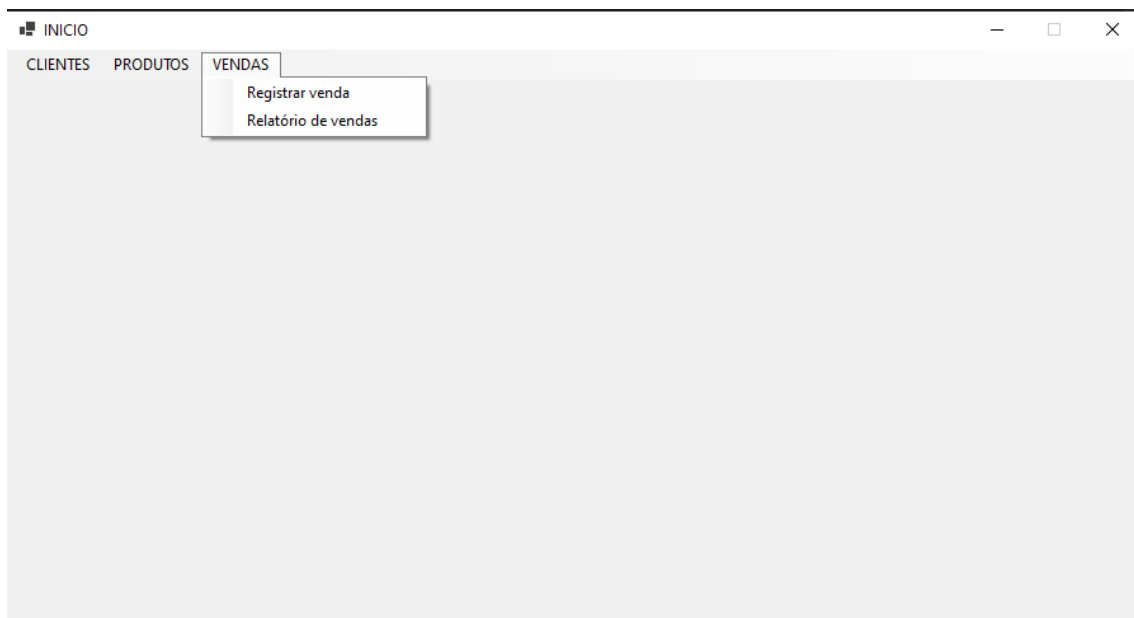 INICIO
CLIENTES PRODUTOS VENDAS
Registrar venda
Relatório de vendas